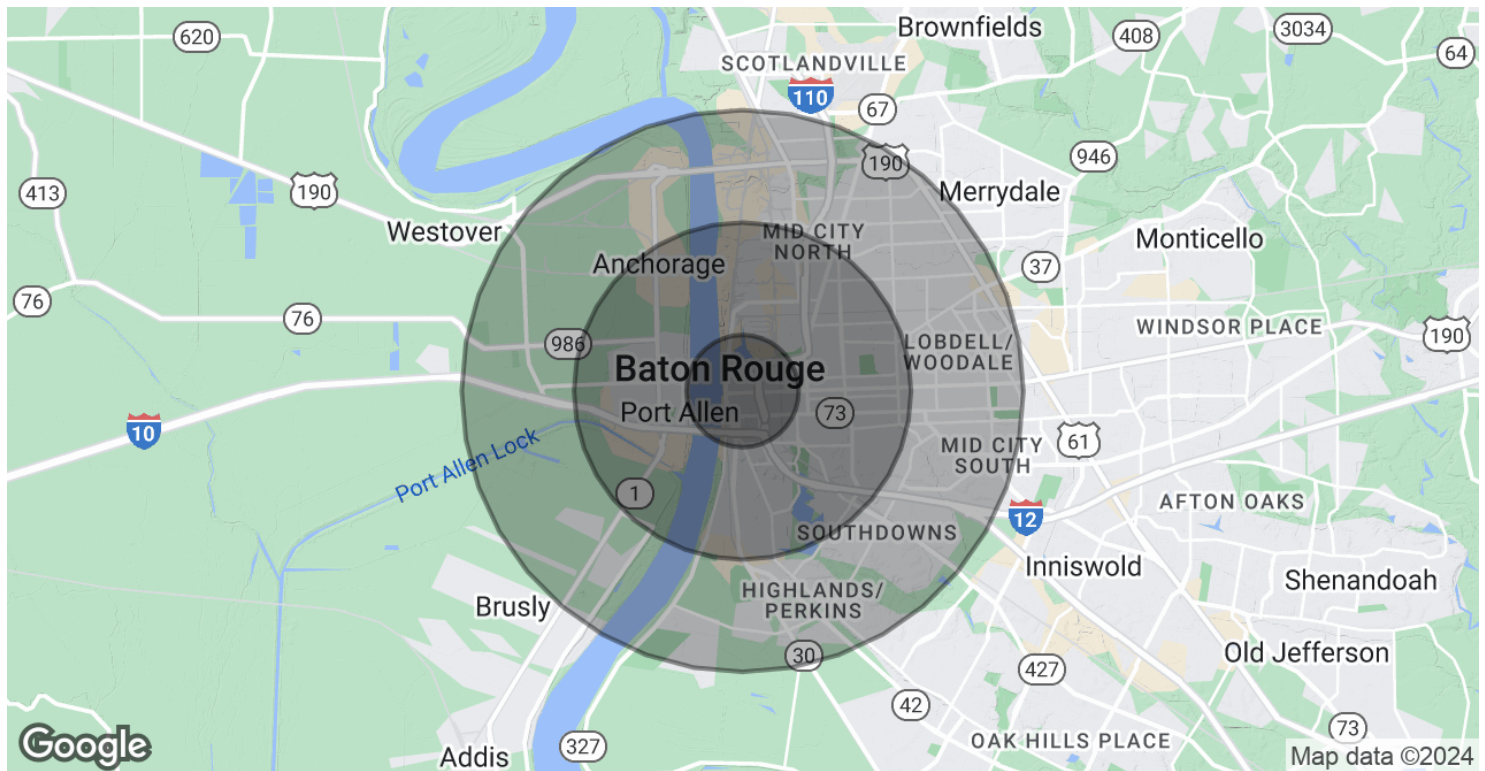 Brownfields
620
408
3034
64
SCOTLANDVILLE
110
67
190
946
413
190
Merrydale
Westover
MID CITY
NORTH
Monticello
Anchorage
37
76
76
WINDSOR PLACE
190
986
LOBDELL/
WOODALE
Baton Rouge
Port Allen
73
10
61
MID CITY
SOUTH
Port Allen Lock
1
AFTON OAKS
12
SOUTHDOWNS
Inniswold
Shenandoah
HIGHLANDS/
PERKINS
Brusly
30
Old Jefferson
427
42
73
OAK HILLS PLACE
Google
327
Addis
Map data ©2024